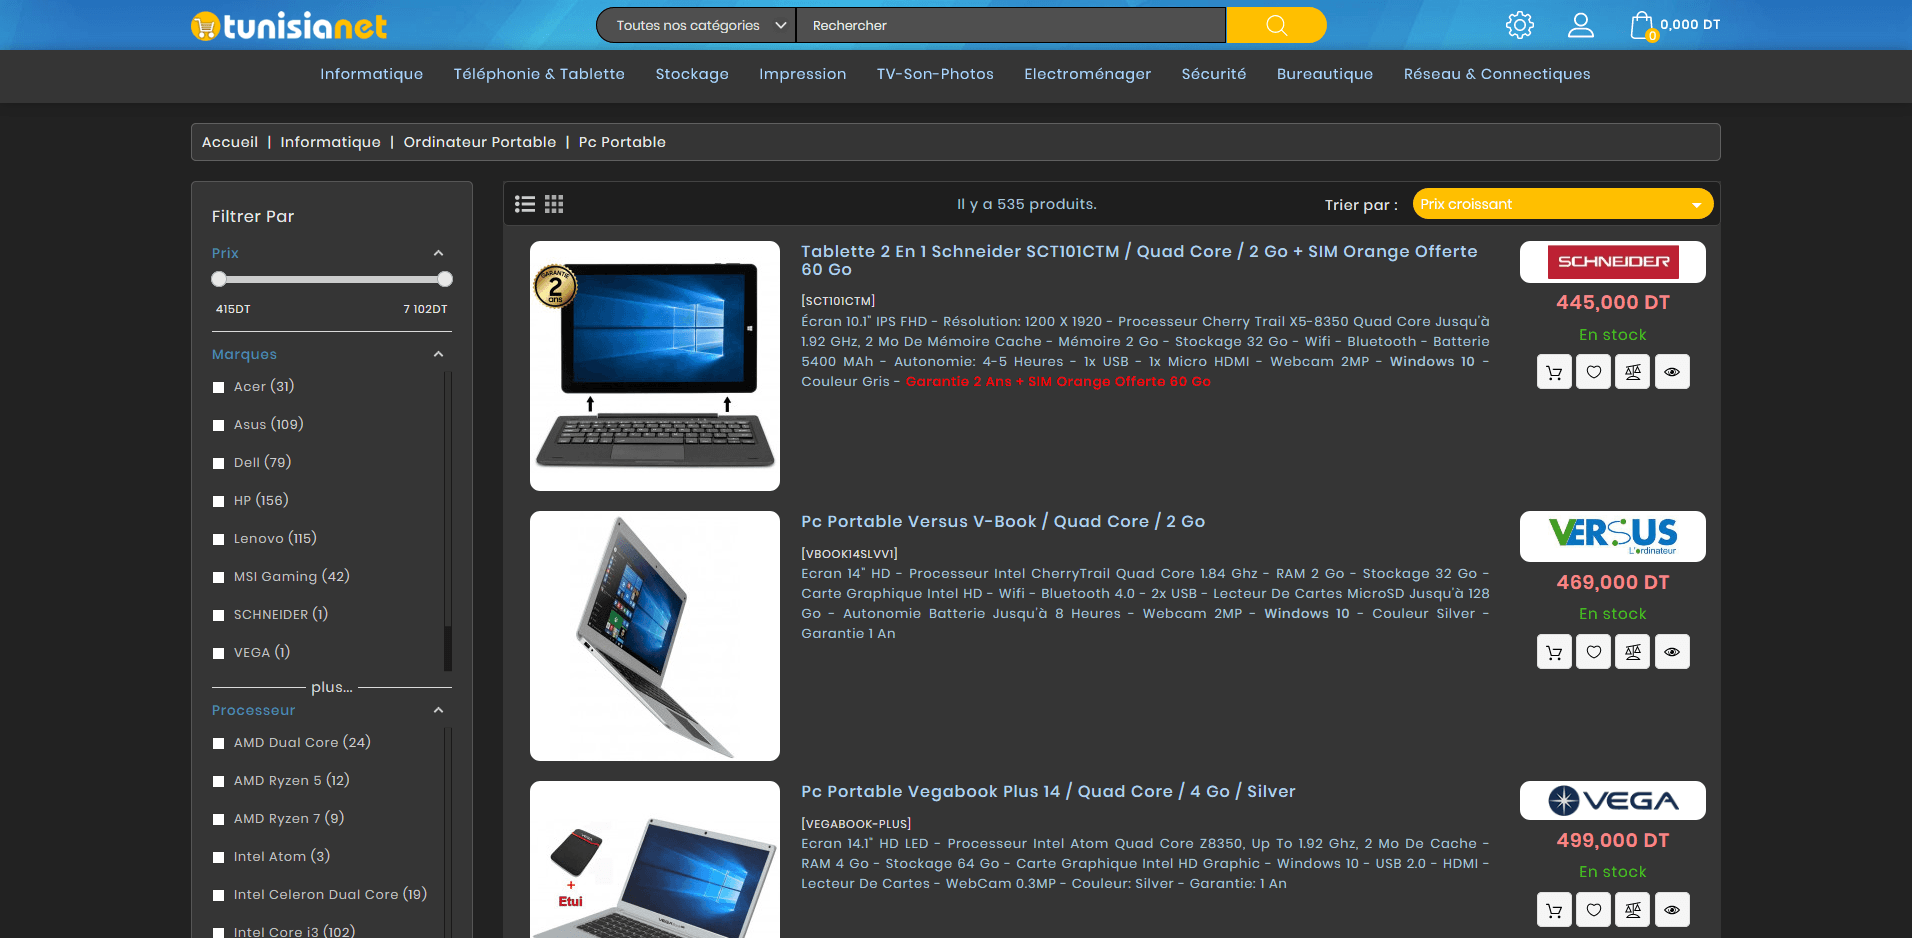 tunisianet
Toutes nos catégories
Rechercher
0
0,000 DT
Informatique
Téléphonie & Tablette
Stockage
Impression
TV-Son-Photos
Electroménager
Sécurité
Bureautique
Réseau & Connectiques
Accueil | Informatique | Ordinateur Portable | Pc Portable
Filtrer Par
Prix
415DT
7 102DT
Marques
Acer (31)
Asus (109)
Dell (79)
HP (156)
Lenovo (115)
MSI Gaming (42)
SCHNEIDER (1)
VEGA (1)
plus...
Processeur
AMD Dual Core (24)
AMD Ryzen 5 (12)
AMD Ryzen 7 (9)
Intel Atom (3)
Intel Celeron Dual Core (19)
Intel Core i3 (102)
Il y a 535 produits.
Trier par :
Prix croissant
GARANTIE
2
ans
Tablette 2 En 1 Schneider SCT101CTM / Quad Core / 2 Go + SIM Orange Offerte
60 Go
[SCT101CTM]
Écran 10.1" IPS FHD - Résolution: 1200 X 1920 - Processeur Cherry Trail X5-8350 Quad Core Jusqu'à
1.92 GHz, 2 Mo De Mémoire Cache - Mémoire 2 Go - Stockage 32 Go - Wifi - Bluetooth - Batterie
5400 MAh - Autonomie: 4-5 Heures - 1x USB - 1x Micro HDMI - Webcam 2MP - Windows 10 -
Couleur Gris - Garantie 2 Ans + SIM Orange Offerte 60 Go
SCHNEIDER
445,000 DT
En stock
Pc Portable Versus V-Book / Quad Core / 2 Go
[VBOOK14SLVV1]
Ecran 14" HD - Processeur Intel CherryTrail Quad Core 1.84 Ghz - RAM 2 Go - Stockage 32 Go -
Carte Graphique Intel HD - Wifi - Bluetooth 4.0 - 2x USB - Lecteur De Cartes MicroSD Jusqu'à 128
Go - Autonomie Batterie Jusqu'à 8 Heures - Webcam 2MP - Windows 10 - Couleur Silver -
Garantie 1 An
VERSUS
L'ordinateur
469,000 DT
En stock
+
Etui
Pc Portable Vegabook Plus 14 / Quad Core / 4 Go / Silver
[VEGABOOK-PLUS]
Ecran 14.1" HD LED - Processeur Intel Atom Quad Core Z8350, Up To 1.92 Ghz, 2 Mo De Cache -
RAM 4 Go - Stockage 64 Go - Carte Graphique Intel HD Graphic - Windows 10 - USB 2.0 - HDMI -
Lecteur De Cartes - WebCam 0.3MP - Couleur: Silver - Garantie: 1 An
VEGA
499,000 DT
En stock